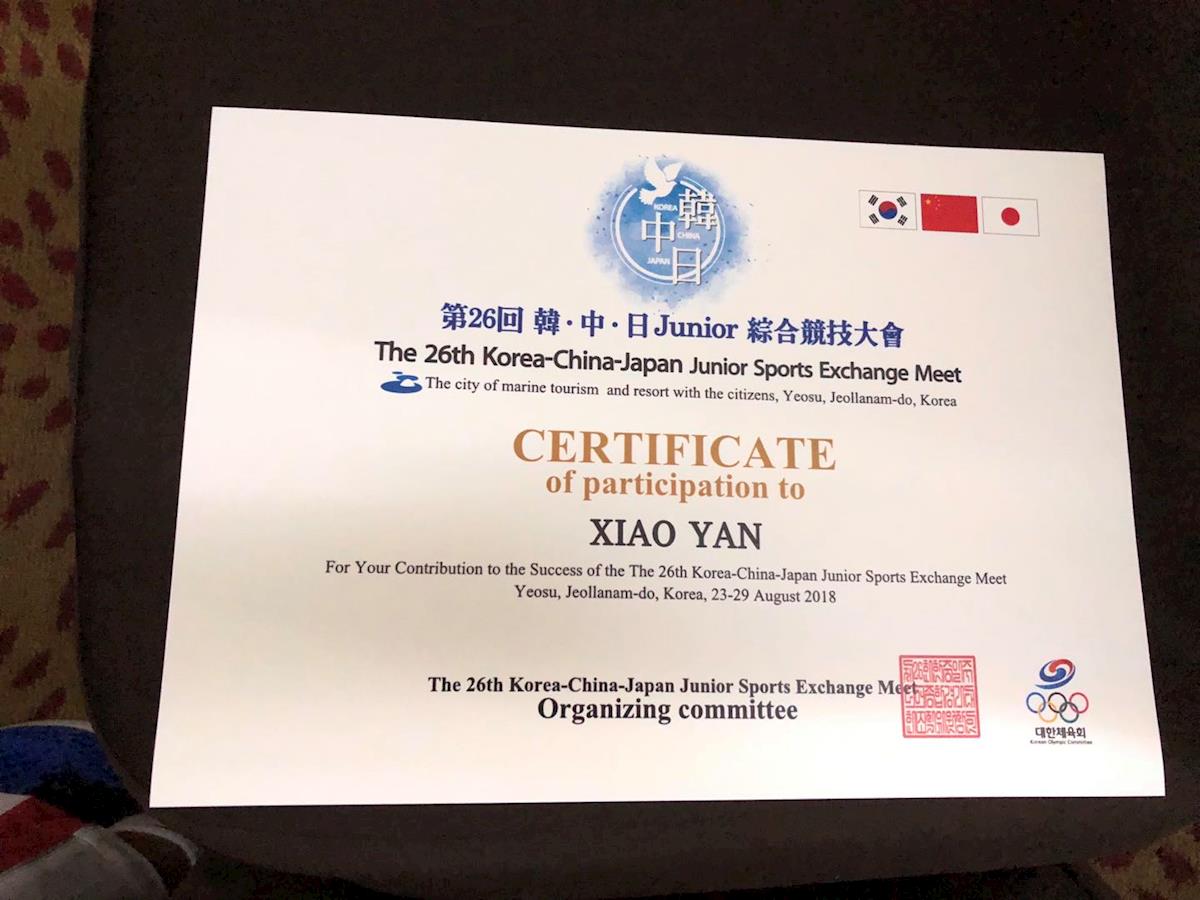 KOREA 韓
中 CHINA
JAPAN 日
第26回 韓·中·日Junior 綜合競技大會
The 26th Korea-China-Japan Junior Sports Exchange Meet
The city of marine tourism and resort with the citizens, Yeosu, Jeollanam-do, Korea
CERTIFICATE
of participation to
XIAO YAN
For Your Contribution to the Success of the The 26th Korea-China-Japan Junior Sports Exchange Meet
Yeosu, Jeollanam-do, Korea, 23-29 August 2018
The 26th Korea-China-Japan Junior Sports Exchange Meet
Organizing committee
대한체육회
Korean Olympic Committee